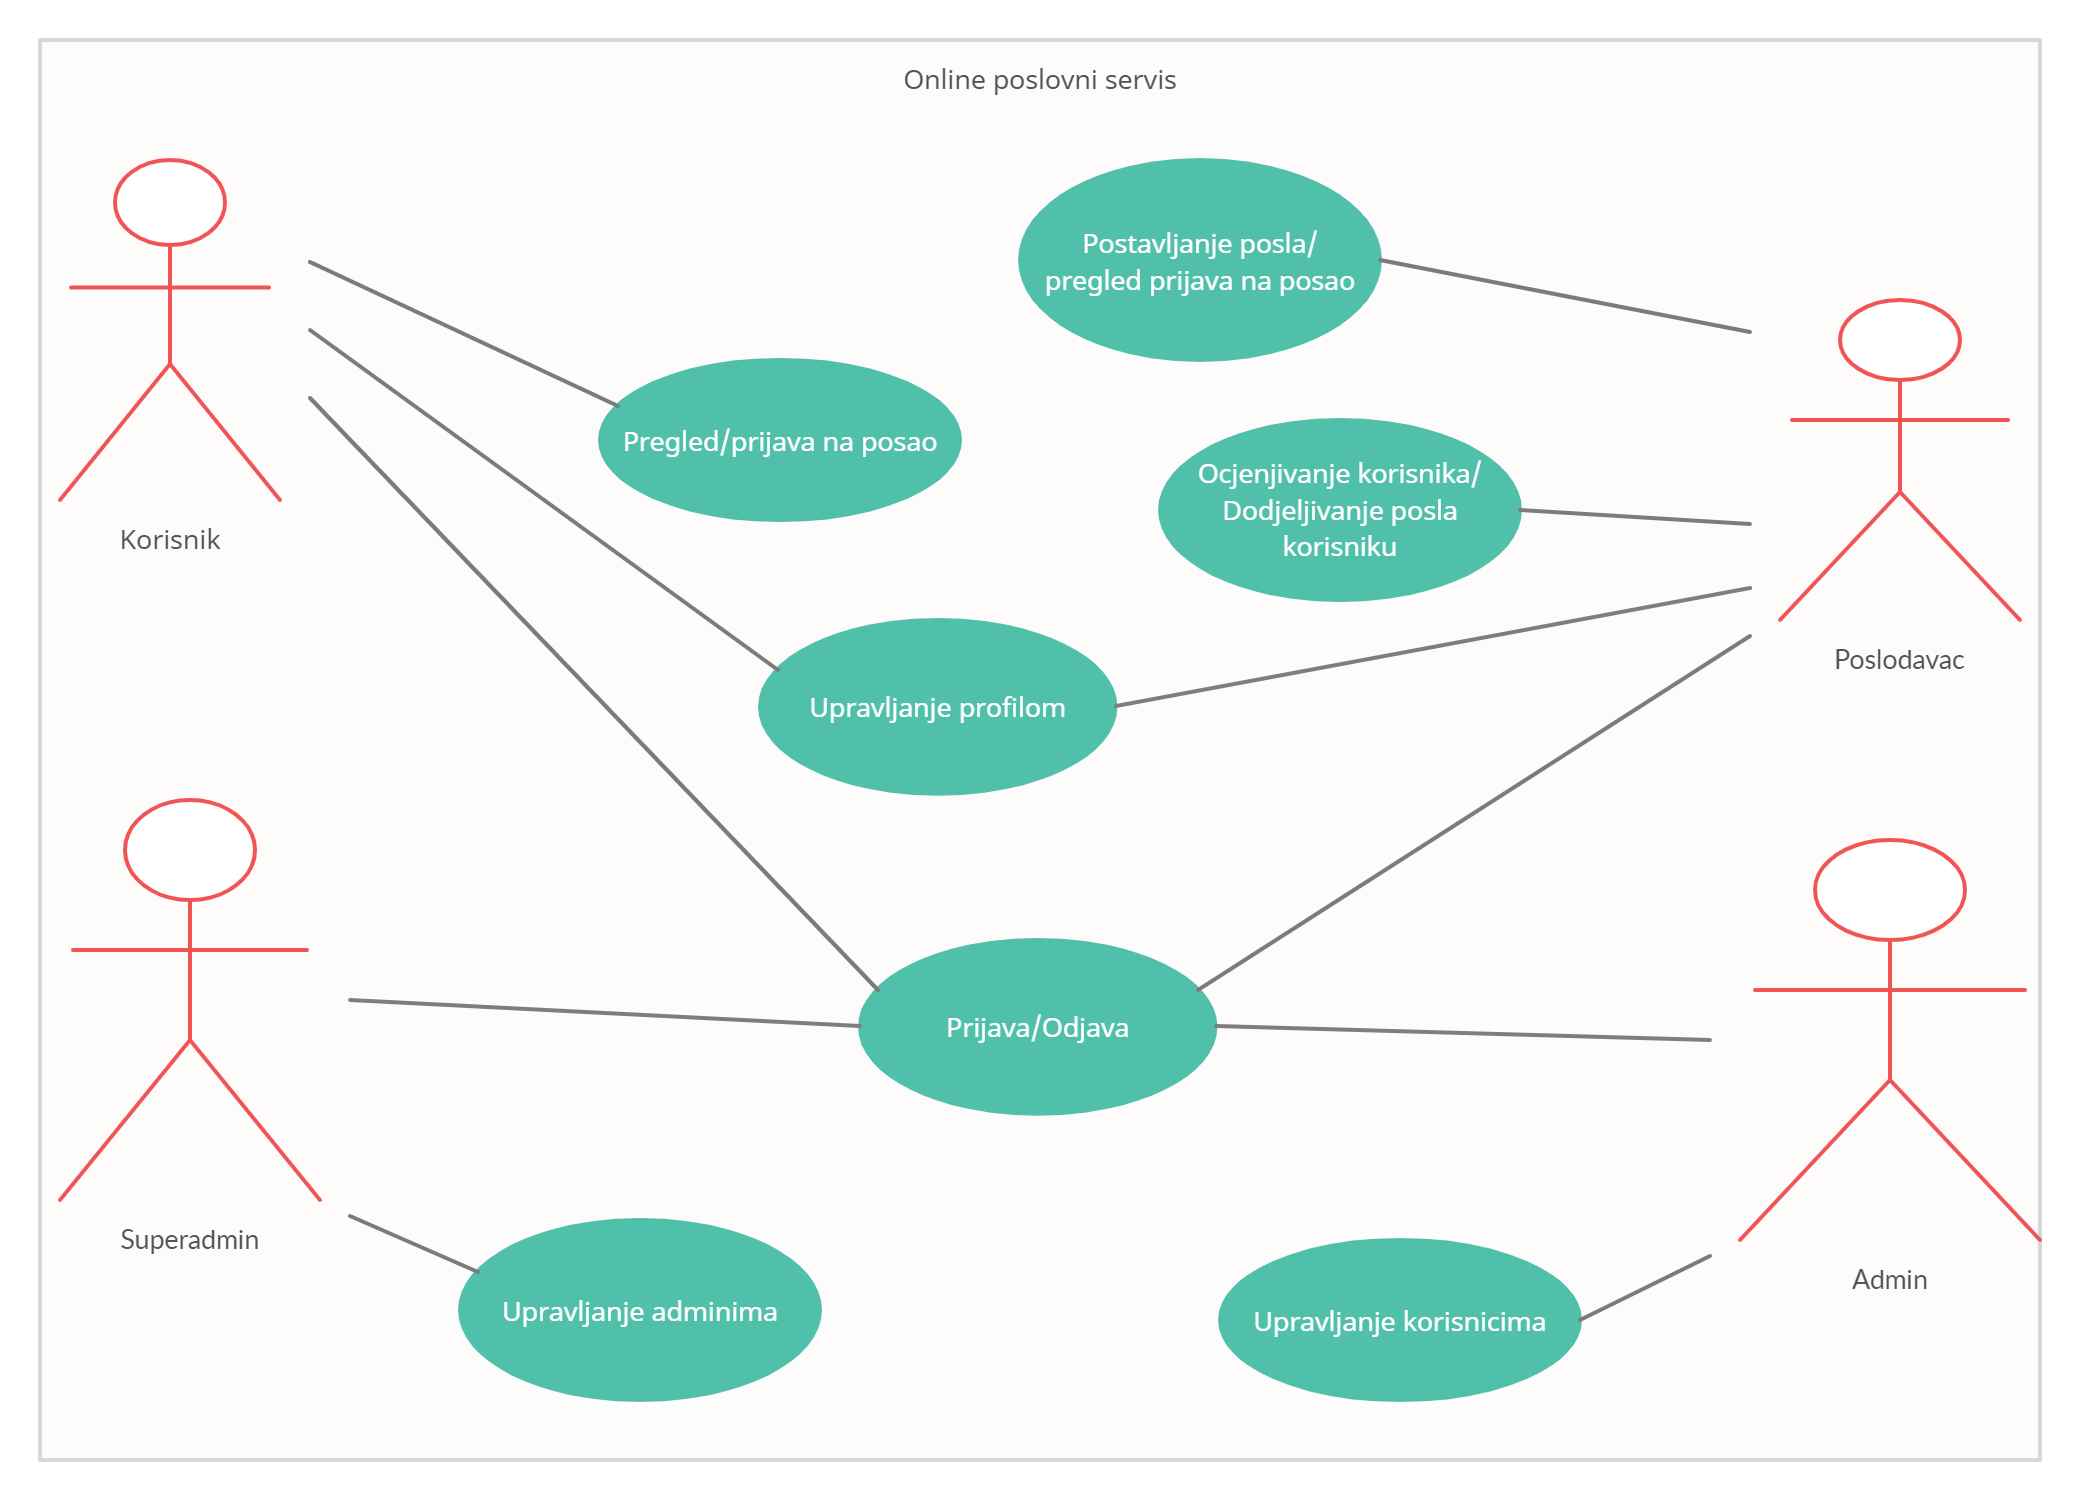 Online poslovni servis
Postavljanje posla/
pregled prijava na posao
Pregled/prijava na posao
Ocjenjivanje korisnika/
Dodjeljivanje posla
korisniku
Korisnik
Poslodavac
Upravljanje profilom
Prijava/Odjava
Superadmin
Admin
Upravljanje adminima
Upravljanje korisnicima